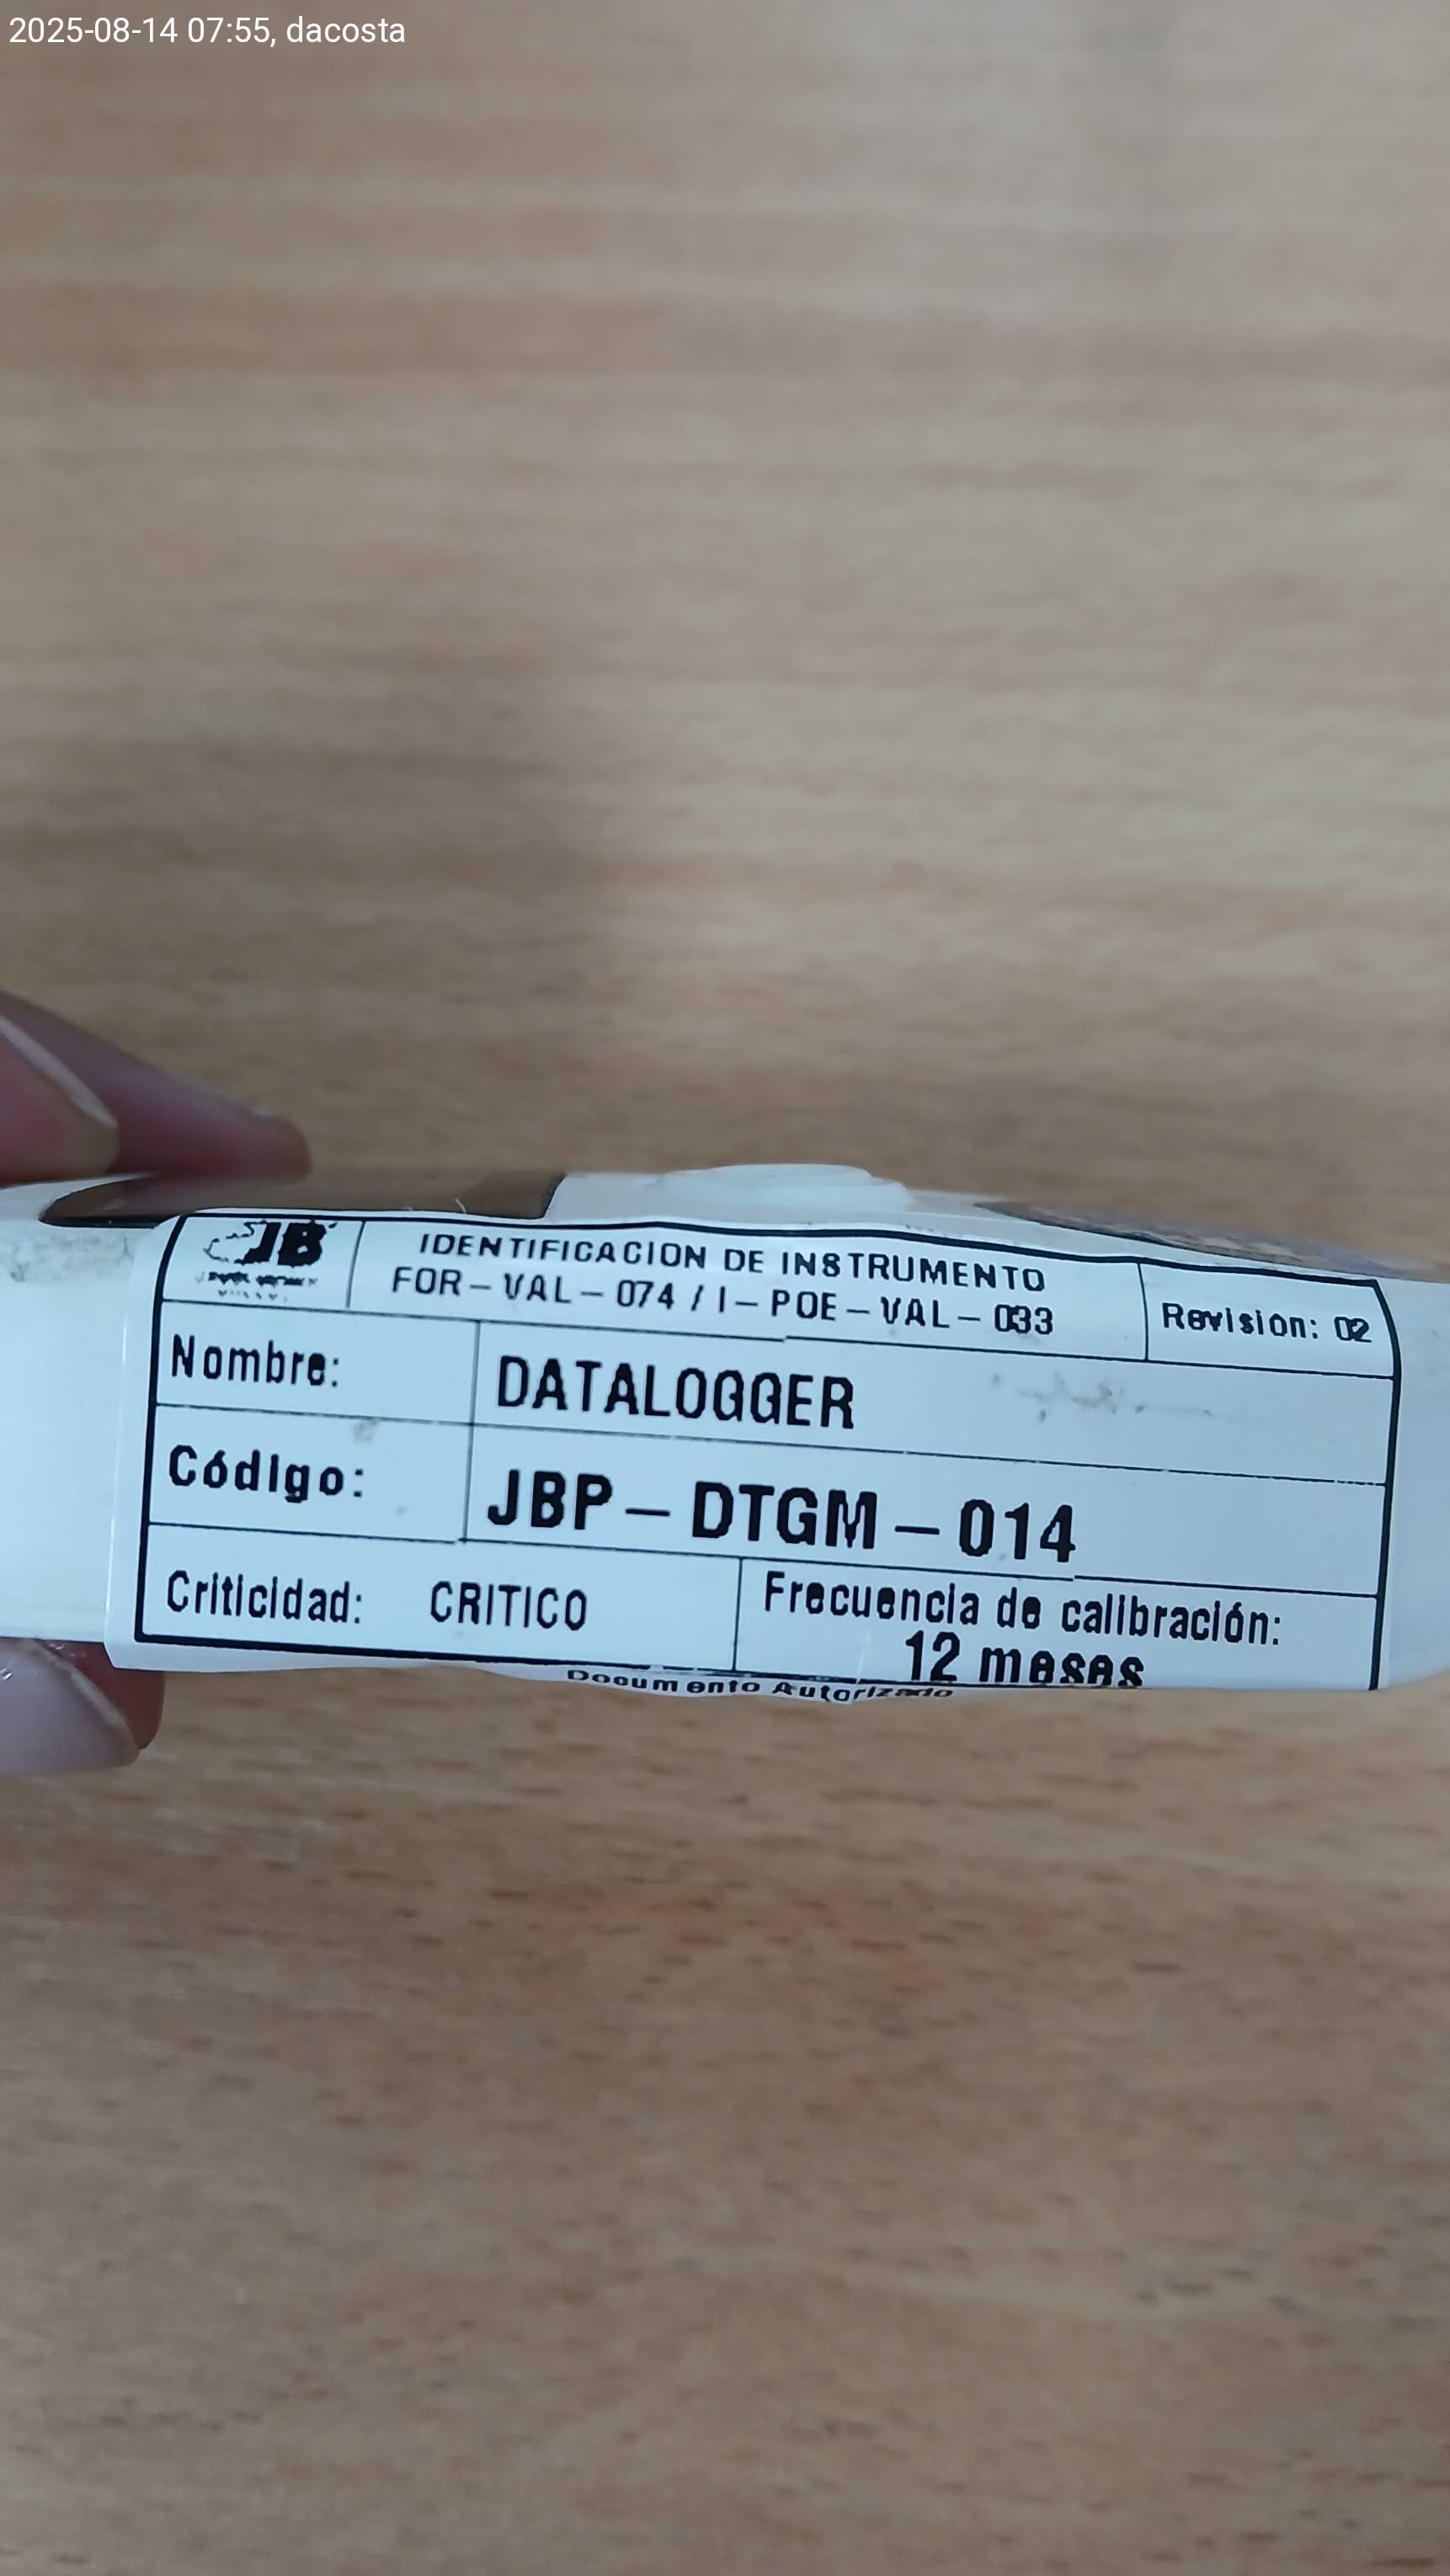 2025-08-14 07:55, dacosta
JB
IDENTIFICACION DE INSTRUMENTO
FOR-VAL-074 / I-POE-VAL-033
Revision: 02
Nombre: DATALOGGER
Código: JBP-DTGM-014
Criticidad: CRITICO
Frecuencia de calibración:
12 meses
Documento Autorizado